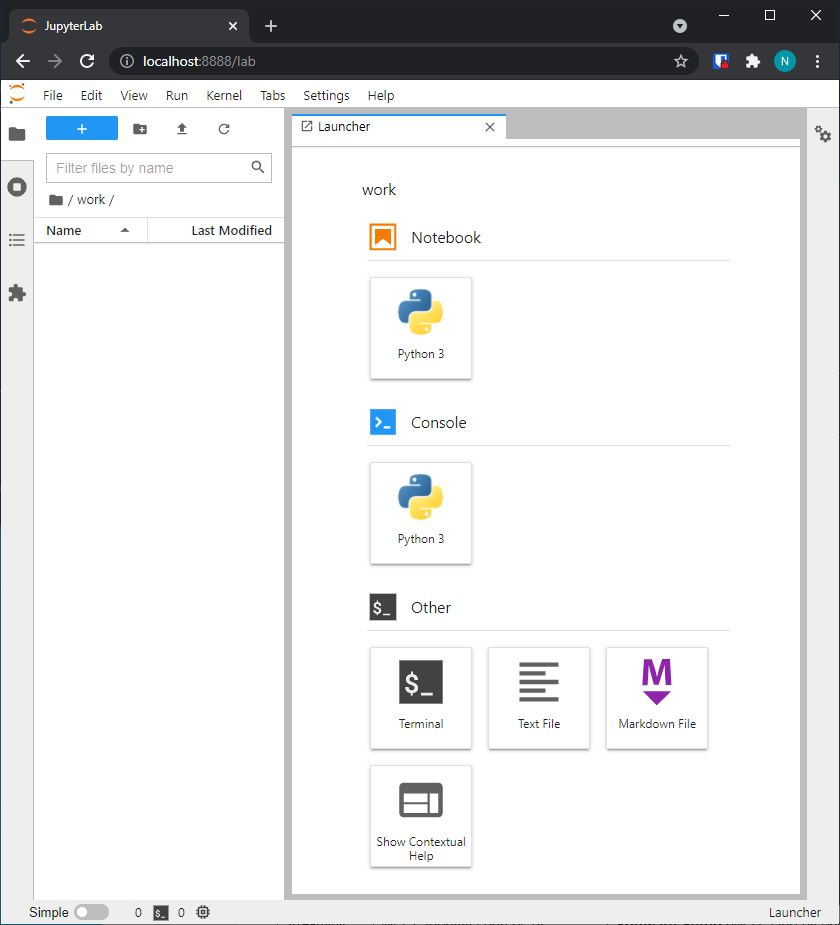 JupyterLab
N
localhost:8888/lab
File Edit View Run Kernel Tabs Settings Help
Launcher
Filter files by name
/ work /
Name Last Modified
work
Notebook
Python 3
Console
Python 3
$_ Other
$_
Terminal Text File Markdown File
Show Contextual
Help
Simple 0 $_ 0 Launcher